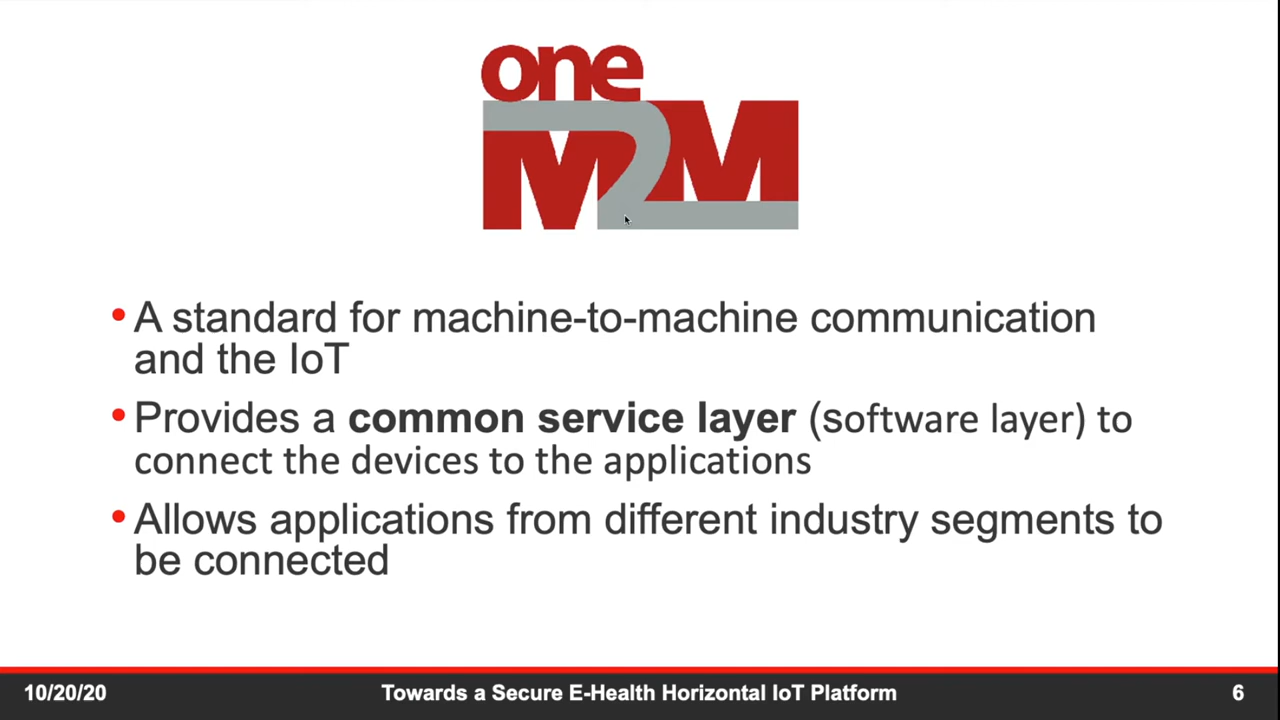 one
M2M
• A standard for machine-to-machine communication
and the IoT
• Provides a common service layer (software layer) to
connect the devices to the applications
• Allows applications from different industry segments to
be connected
10/20/20 Towards a Secure E-Health Horizontal IoT Platform 6